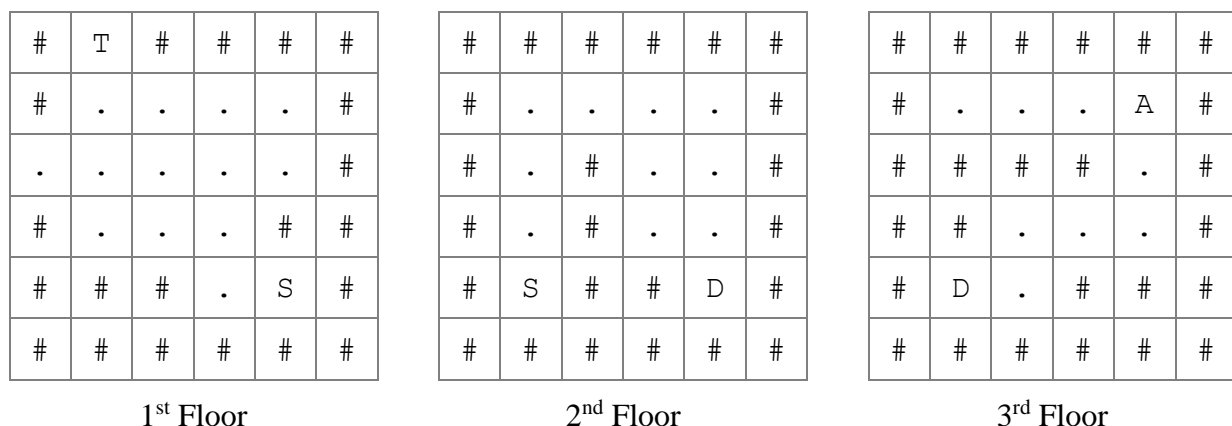 # T # # # #   # # # # # #   # # # # # #
# . . . . #   # . . . . #   # . . . A #
. . . . . #   # . # . . #   # # # # . #
# . . . # #   # . # . . #   # # . . . #
# # # . S #   # S # # D #   # D . # # #
# # # # # #   # # # # # #   # # # # # #
1st Floor   2nd Floor   3rd Floor